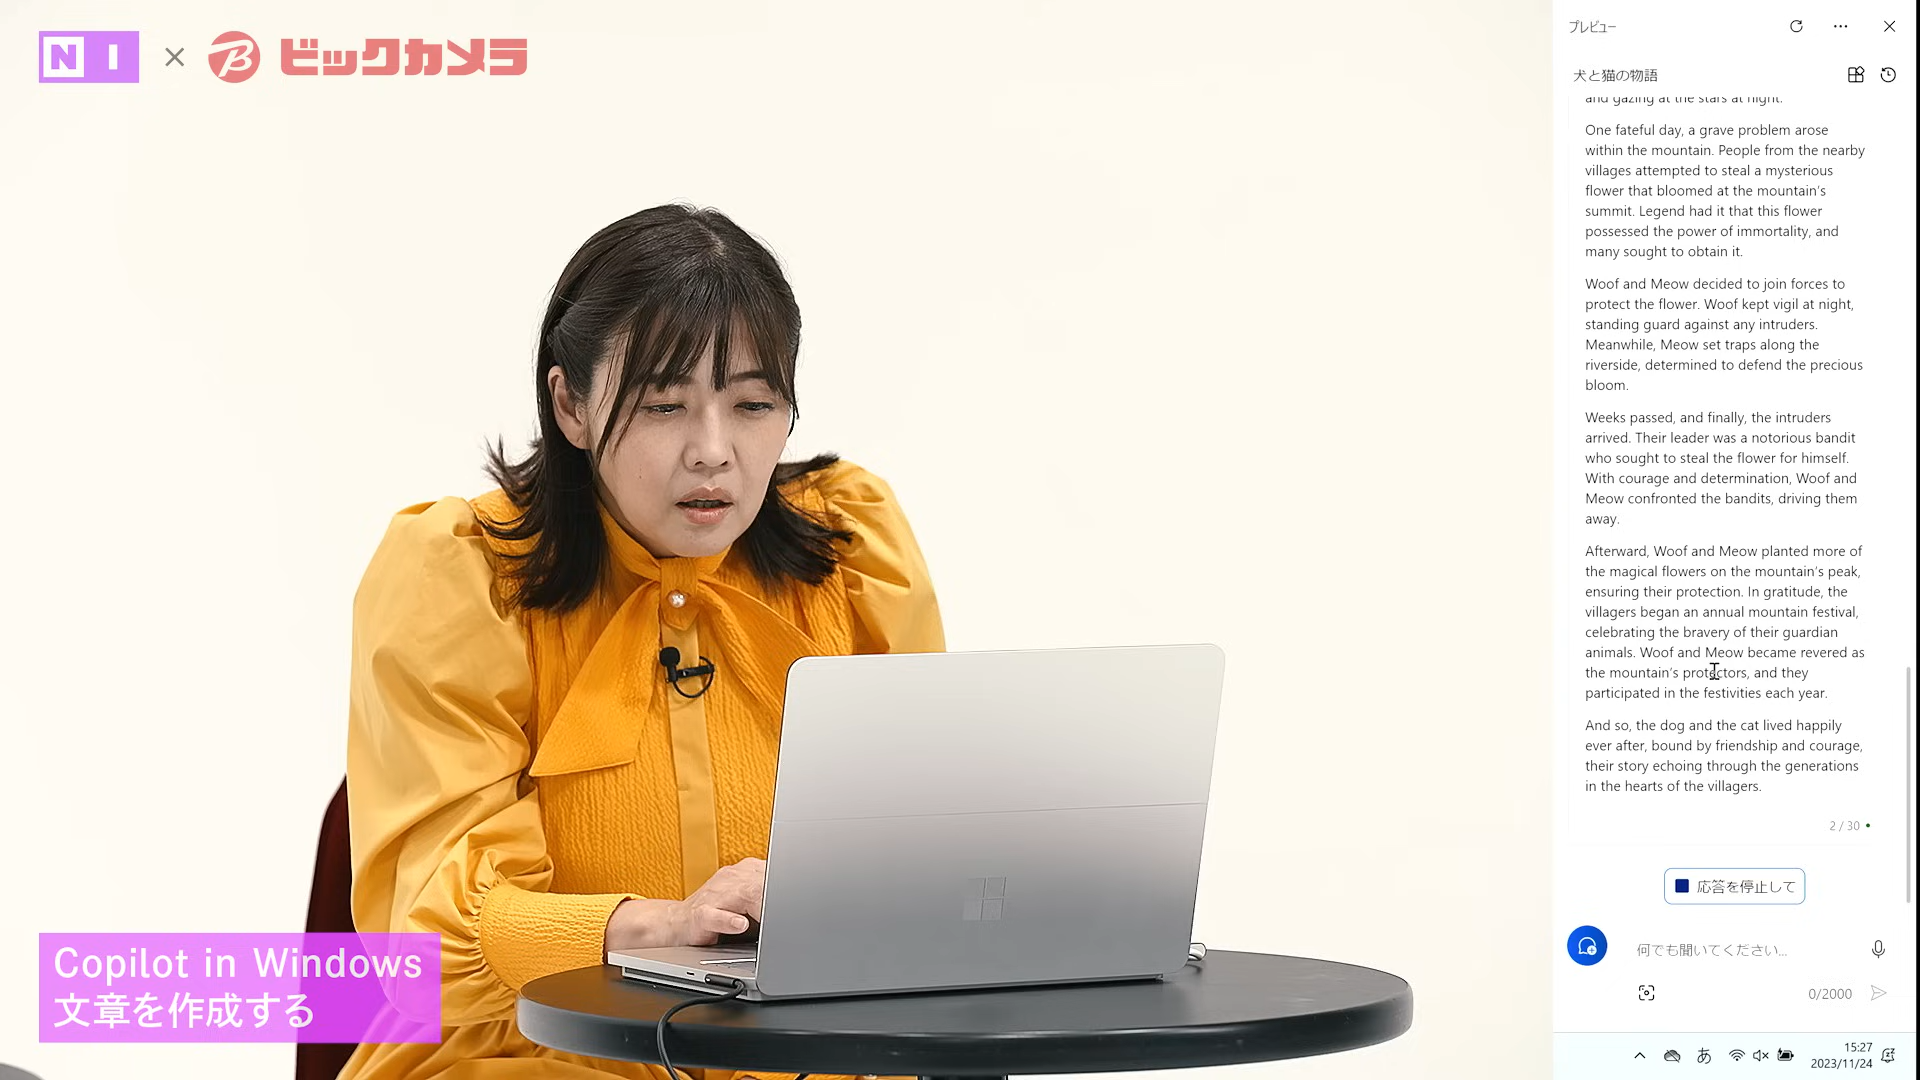 NI × ビックカメラ
プレビュー
犬と猫の物語
and gazing at the stars at night.
One fateful day, a grave problem arose
within the mountain. People from the nearby
villages attempted to steal a mysterious
flower that bloomed at the mountain's
summit. Legend had it that this flower
possessed the power of immortality, and
many sought to obtain it.
Woof and Meow decided to join forces to
protect the flower. Woof kept vigil at night,
standing guard against any intruders.
Meanwhile, Meow set traps along the
riverside, determined to defend the precious
bloom.
Weeks passed, and finally, the intruders
arrived. Their leader was a notorious bandit
who sought to steal the flower for himself.
With courage and determination, Woof and
Meow confronted the bandits, driving them
away.
Afterward, Woof and Meow planted more of
the magical flowers on the mountain's peak,
ensuring their protection. In gratitude, the
villagers began an annual mountain festival,
celebrating the bravery of their guardian
animals. Woof and Meow became revered as
the mountain's protectors, and they
participated in the festivities each year.
And so, the dog and the cat lived happily
ever after, bound by friendship and courage,
their story echoing through the generations
in the hearts of the villagers.
2 / 30
応答を停止して
何でも聞いてください...
0/2000
Copilot in Windows
文章を作成する
あ
15:27
2023/11/24